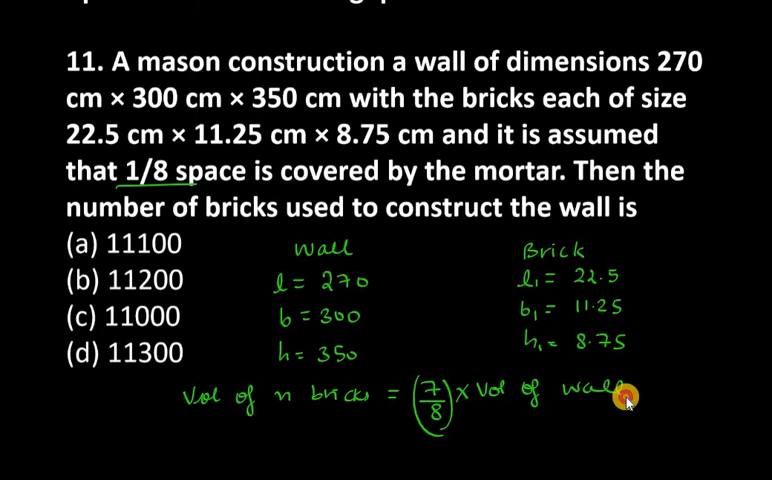 11. A mason construction a wall of dimensions 270
cm × 300 cm × 350 cm with the bricks each of size
22.5 cm × 11.25 cm × 8.75 cm and it is assumed
that 1/8 space is covered by the mortar. Then the
number of bricks used to construct the wall is
(a) 11100
(b) 11200
(c) 11000
(d) 11300
Wall
l = 270
b = 300
h = 350
Brick
l₁ = 22.5
b₁ = 11.25
h₁ = 8.75
Vol of n bricks = (7/8) × Vol of wall